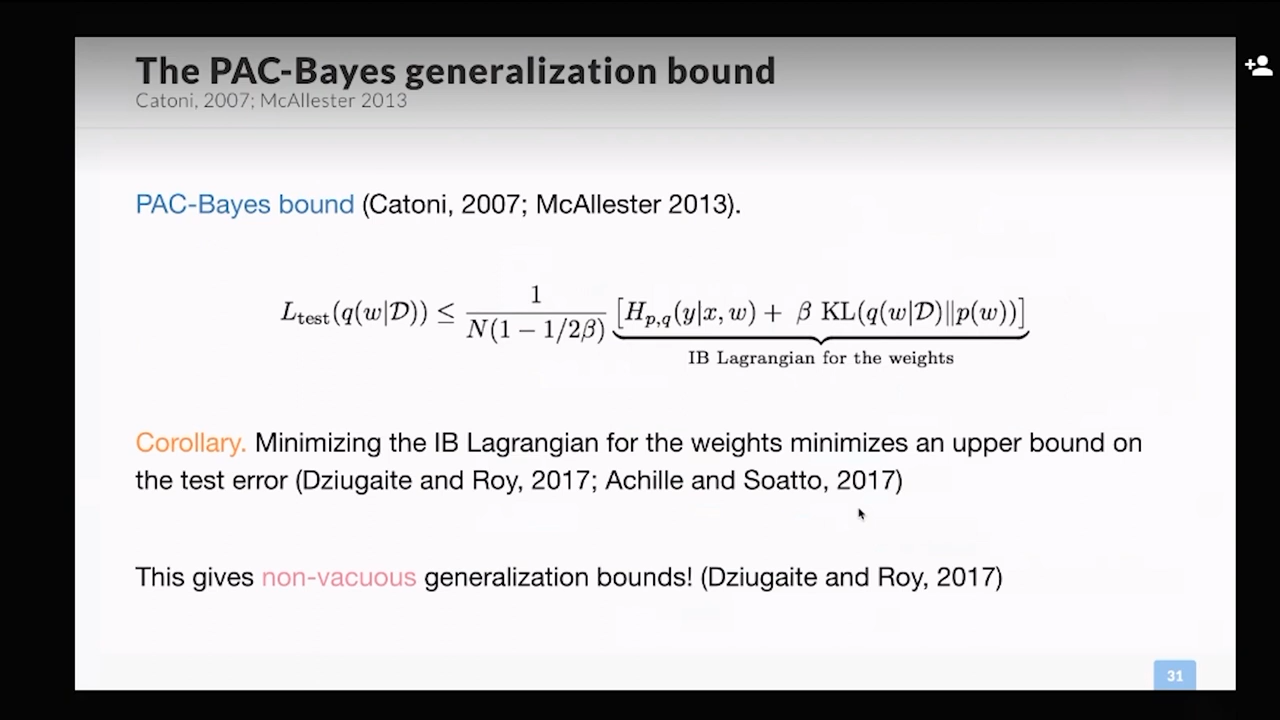 The PAC-Bayes generalization bound
Catoni, 2007; McAllester 2013
PAC-Bayes bound (Catoni, 2007; McAllester 2013).
L_test(q(w|𝒟)) ≤ 1 / N(1 − 1/2β) [H_{p,q}(y|x, w) + β KL(q(w|𝒟)‖p(w))]
IB Lagrangian for the weights
Corollary. Minimizing the IB Lagrangian for the weights minimizes an upper bound on
the test error (Dziugaite and Roy, 2017; Achille and Soatto, 2017)
This gives non-vacuous generalization bounds! (Dziugaite and Roy, 2017)
31